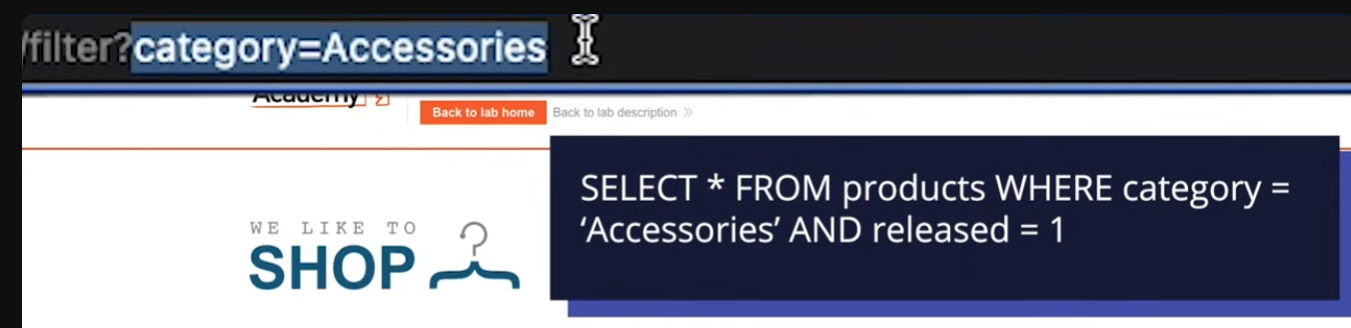 /filter?category=Accessories
Academy
Back to lab home Back to lab description >>
SELECT * FROM products WHERE category =
‘Accessories’ AND released = 1
WE LIKE TO
SHOP